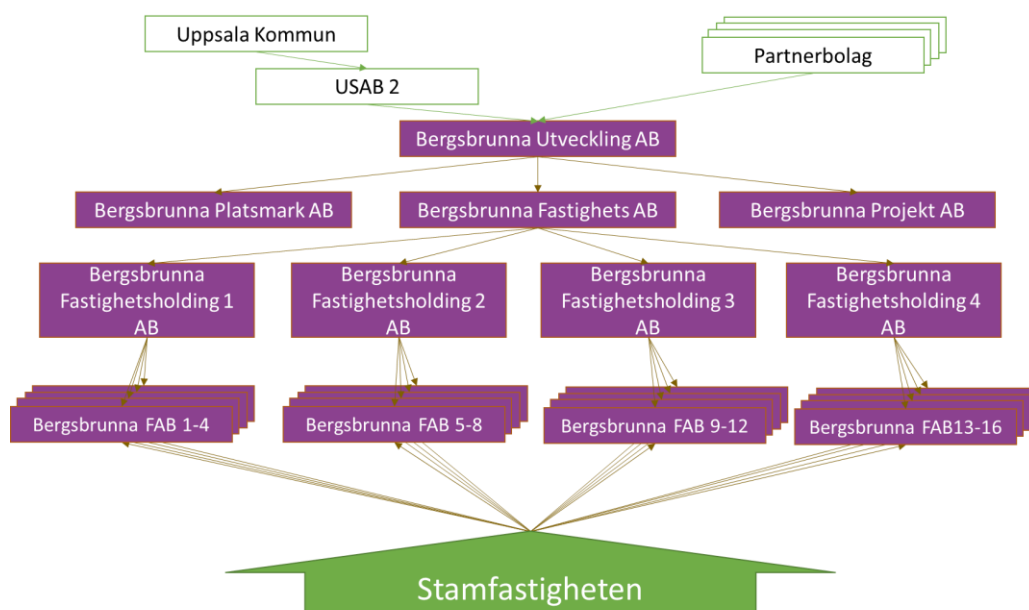 Uppsala Kommun
Partnerbolag
USAB 2
Bergsbrunna Utveckling AB
Bergsbrunna Platsmark AB
Bergsbrunna Fastighets AB
Bergsbrunna Projekt AB
Bergsbrunna
Fastighetsholding 1
AB
Bergsbrunna
Fastighetsholding 2
AB
Bergsbrunna
Fastighetsholding 3
AB
Bergsbrunna
Fastighetsholding 4
AB
Bergsbrunna FAB 1-4
Bergsbrunna FAB 5-8
Bergsbrunna FAB 9-12
Bergsbrunna FAB13-16
Stamfastigheten